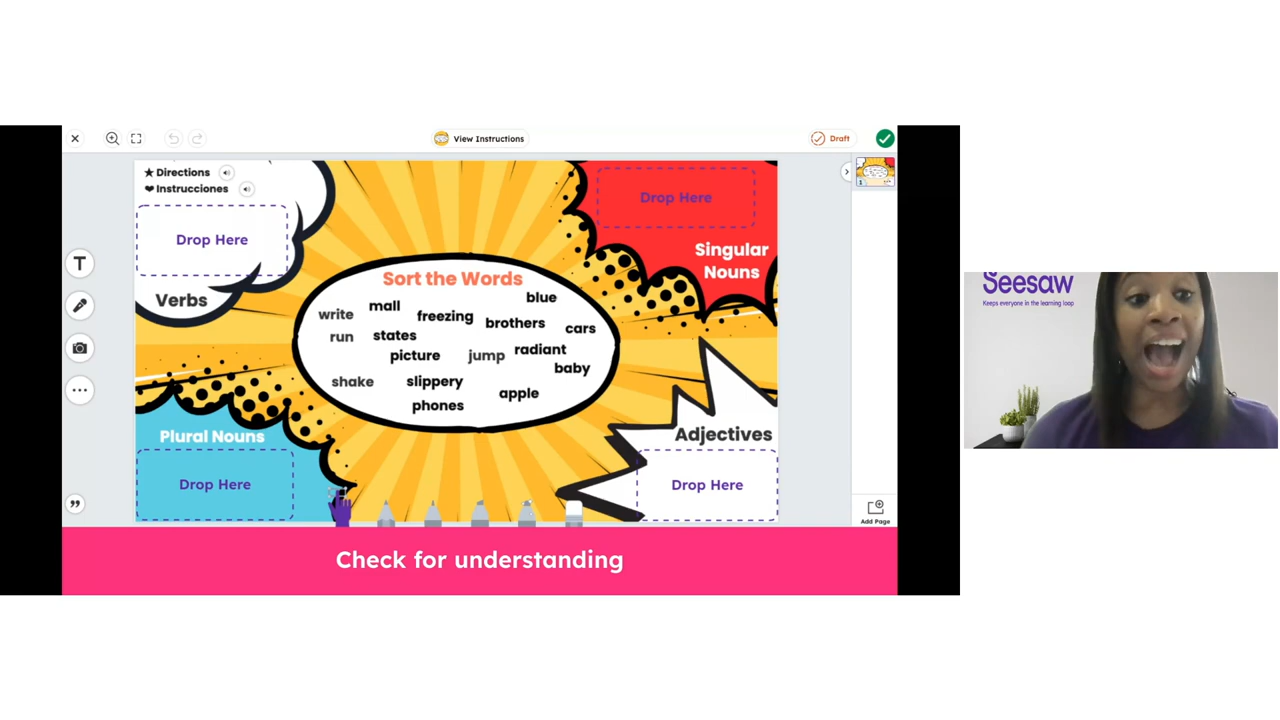 View Instructions
Draft
★ Directions
❤ Instrucciones
Drop Here
Verbs
Drop Here
Singular
Nouns
Sort the Words
write
mall
freezing
blue
brothers
cars
run
states
picture
jump
radiant
baby
shake
slippery
apple
phones
Plural Nouns
Drop Here
Adjectives
Drop Here
1
Add Page
Check for understanding
Seesaw
Keeps everyone in the learning loop